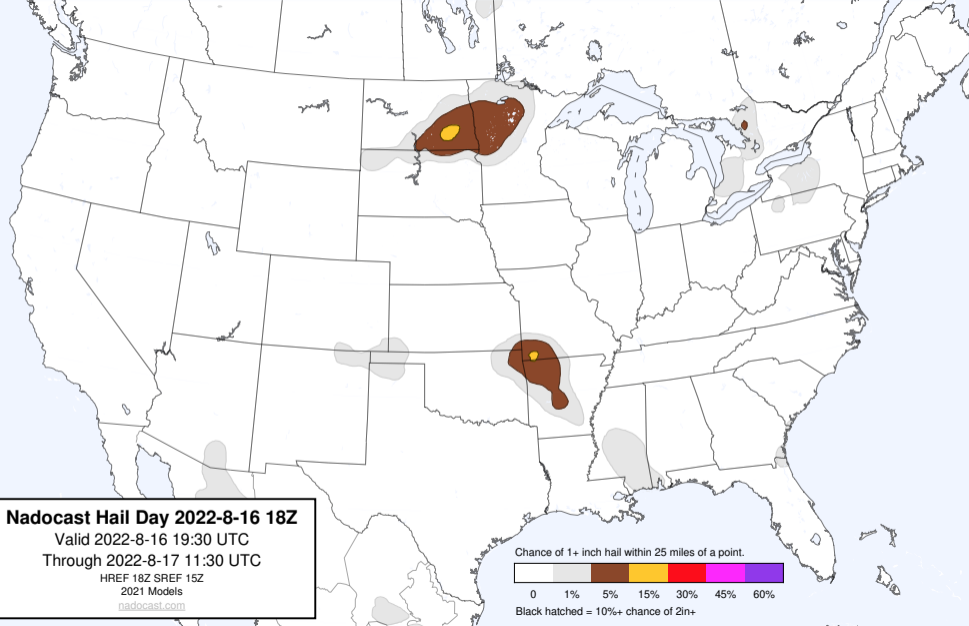 Nadocast Hail Day 2022-8-16 18Z
Valid 2022-8-16 19:30 UTC
Through 2022-8-17 11:30 UTC
HREF 18Z SREF 15Z
2021 Models
nadocast.com
Chance of 1+ inch hail within 25 miles of a point.
0 1% 5% 15% 30% 45% 60%
Black hatched = 10%+ chance of 2in+